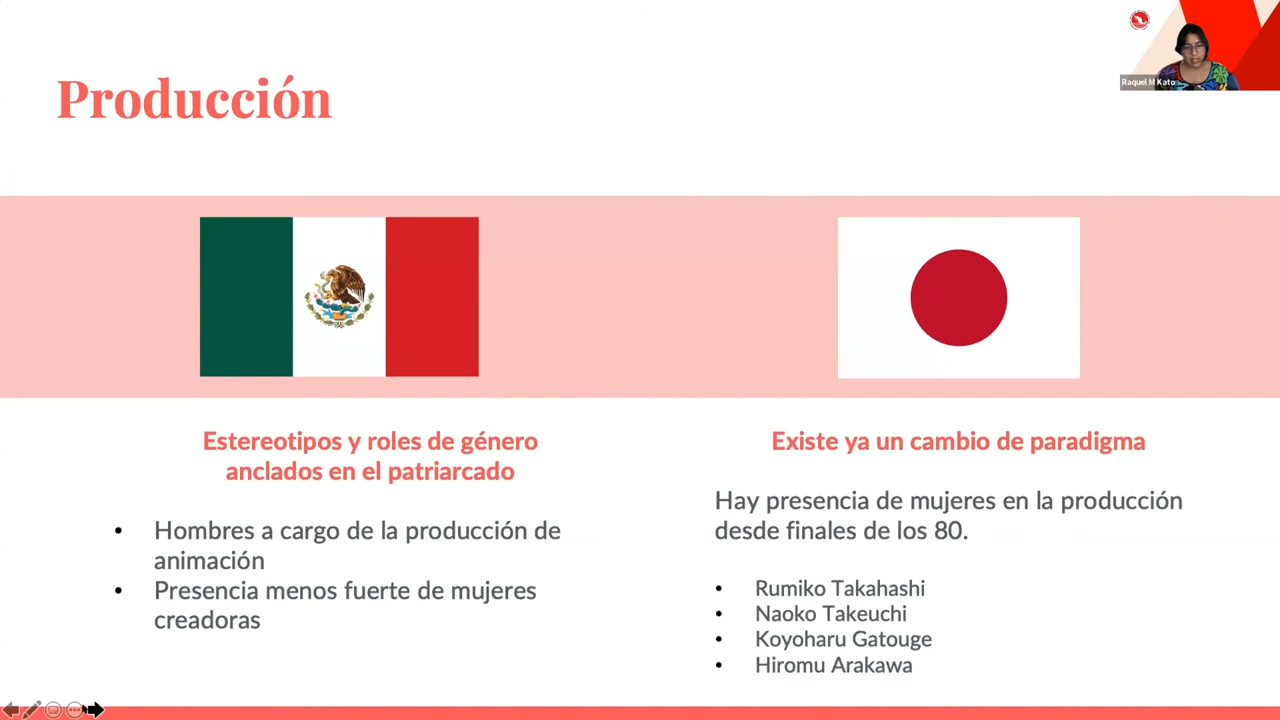 Producción
Raquel M Kato
Estereotipos y roles de género
anclados en el patriarcado
• Hombres a cargo de la producción de
animación
• Presencia menos fuerte de mujeres
creadoras
Existe ya un cambio de paradigma
Hay presencia de mujeres en la producción
desde finales de los 80.
• Rumiko Takahashi
• Naoko Takeuchi
• Koyoharu Gatouge
• Hiromu Arakawa